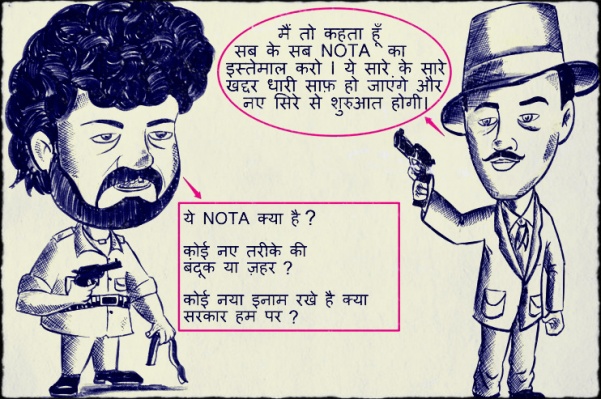 मैं तो कहता हूँ
सब के सब NOTA का
इस्तेमाल करो । ये सारे के सारे
खद्दर धारी साफ़ हो जाएंगे और
नए सिरे से शुरुआत होगी।
ये NOTA क्या है ?
कोई नए तरीके की
बंदूक या ज़हर ?
कोई नया इनाम रखे है क्या
सरकार हम पर ?